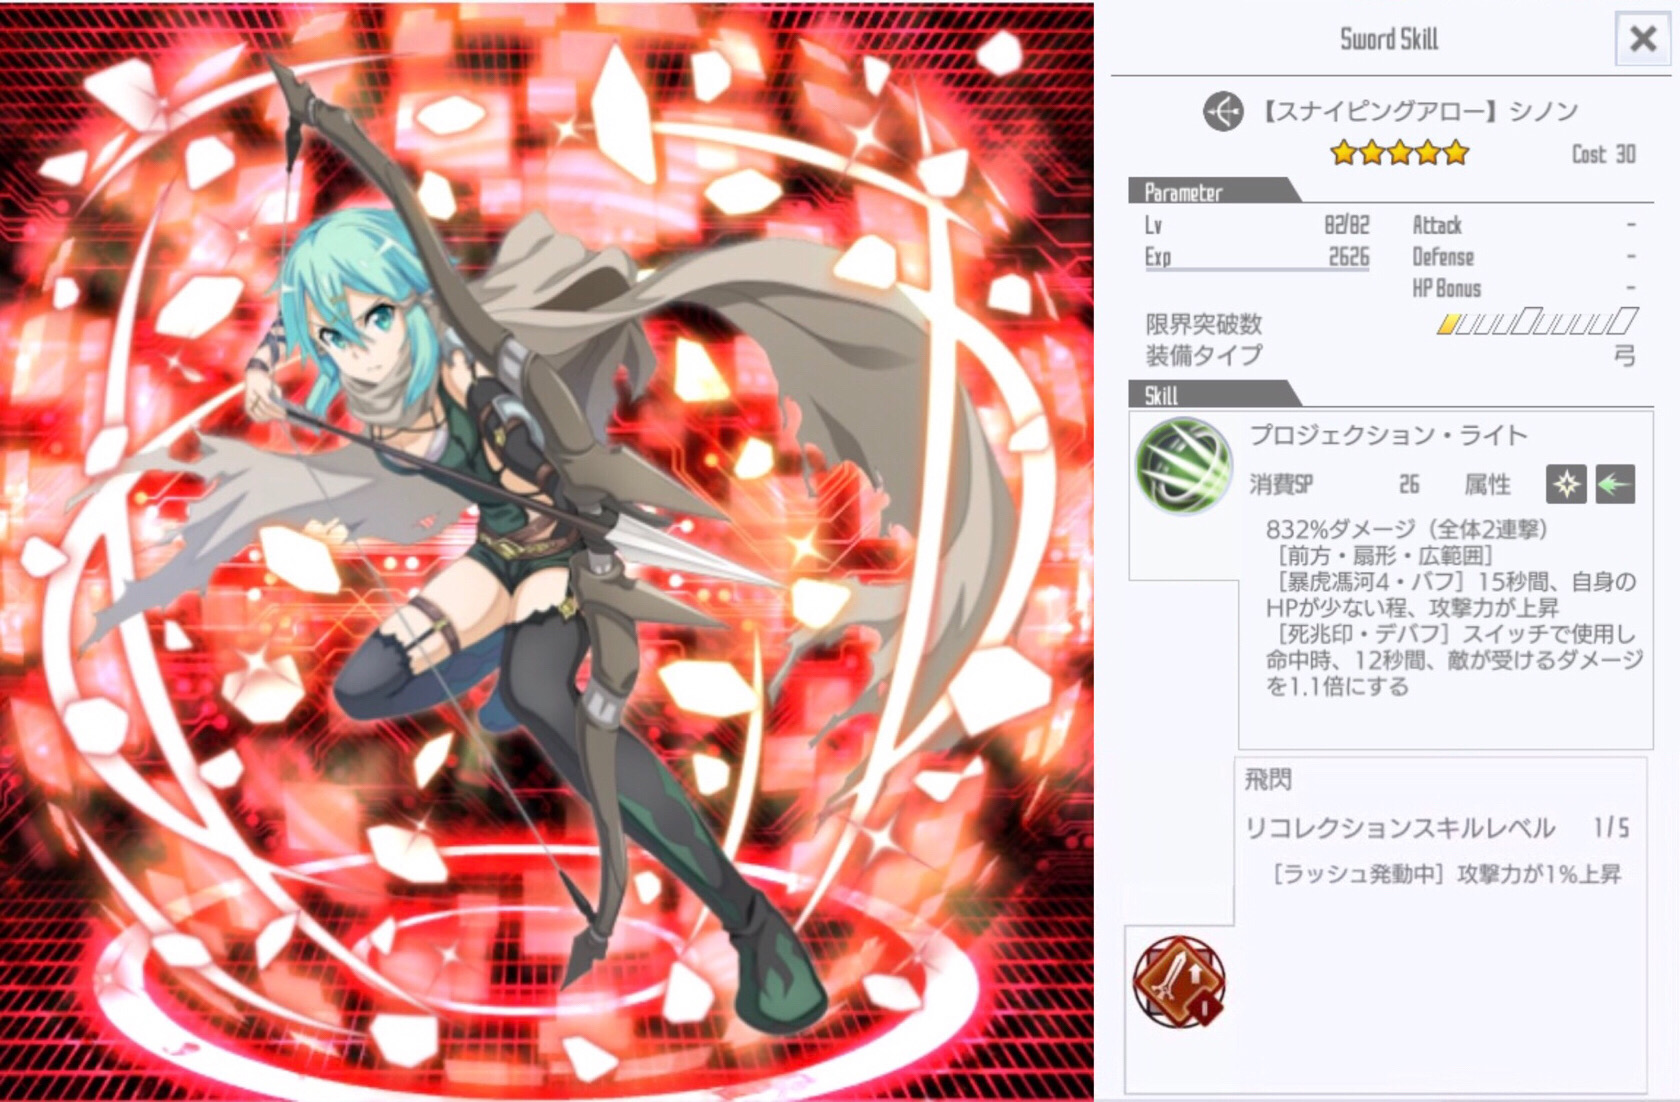 Sword Skill
【スナイピングアロー】シノン
Cost 30
Parameter
Lv 82/82 Attack -
Exp 2626 Defense -
HP Bonus -
限界突破数
装備タイプ 弓
Skill
プロジェクション・ライト
消費SP 26 属性
832%ダメージ（全体2連撃）
［前方・扇形・広範囲］
［暴虎馮河4・バフ］15秒間、自身の
HPが少ない程、攻撃力が上昇
［死兆印・デバフ］スイッチで使用し
命中時、12秒間、敵が受けるダメージ
を1.1倍にする
飛閃
リコレクションスキルレベル 1/5
［ラッシュ発動中］攻撃力が1%上昇
I